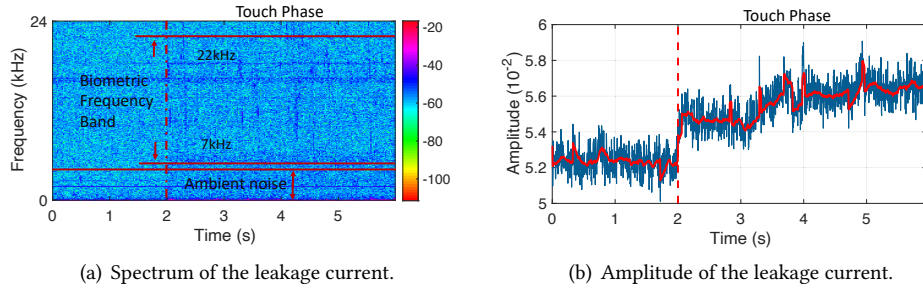 Touch Phase
24
Frequency (kHz)
0
22kHz
Biometric
Frequency
Band
7kHz
Ambient noise
0 1 2 3 4 5
Time (s)
-20
-40
-60
-80
-100
(a) Spectrum of the leakage current.
Touch Phase
Amplitude (10-2)
6
5.8
5.6
5.4
5.2
5
0 1 2 3 4 5
Time (s)
(b) Amplitude of the leakage current.